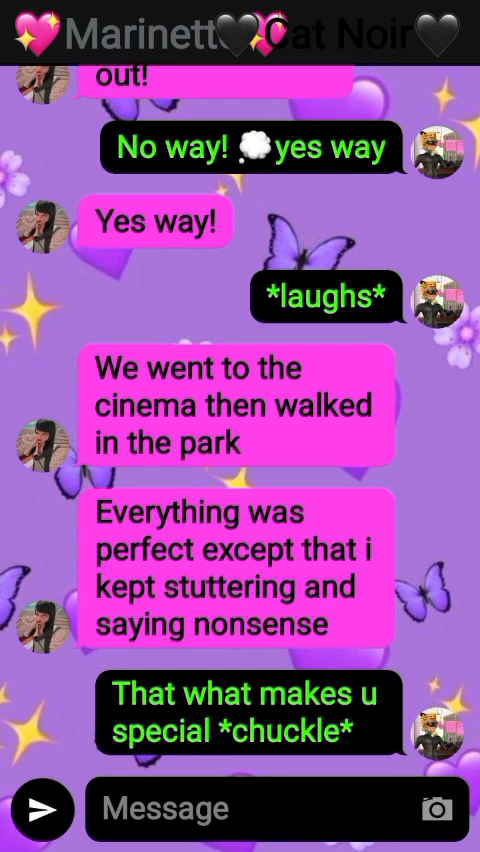 💖Marinette🖤💖Cat Noir🖤
out!
No way! 💭yes way
Yes way!
*laughs*
We went to the
cinema then walked
in the park
Everything was
perfect except that i
kept stuttering and
saying nonsense
That what makes u
special *chuckle*
Message